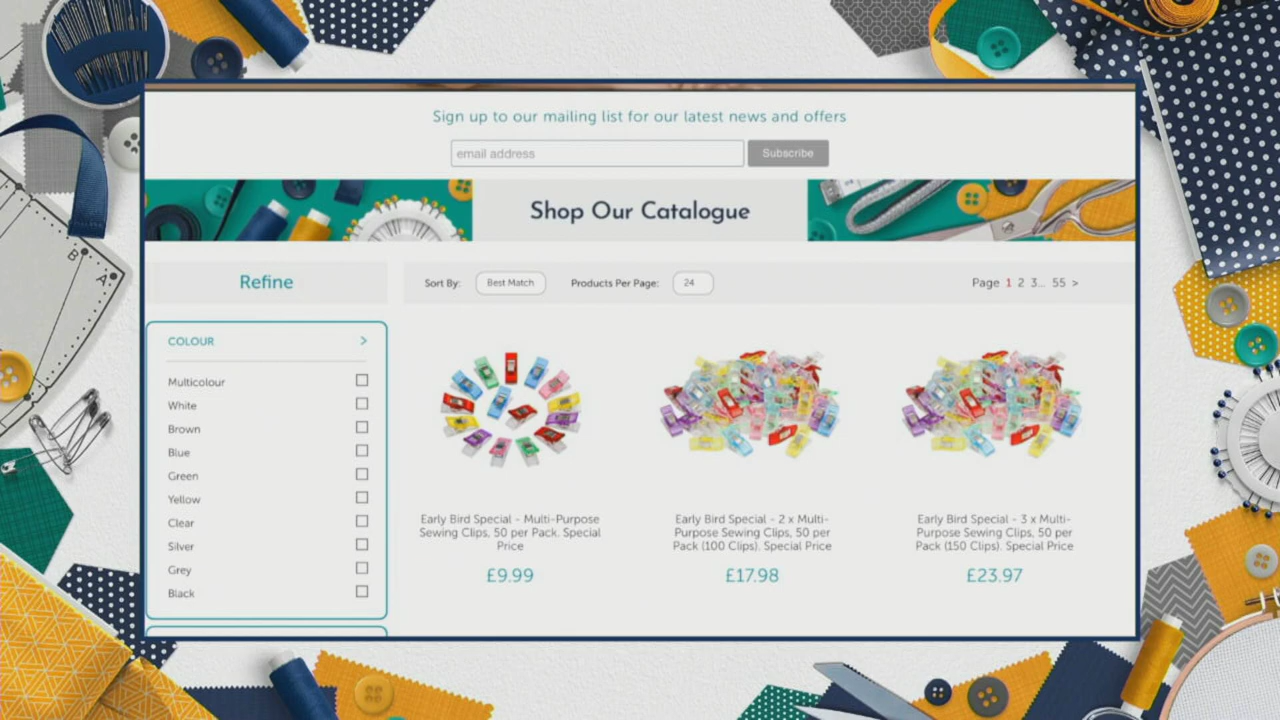 Sign up to our mailing list for our latest news and offers
email address
Subscribe
Shop Our Catalogue
Refine
Sort By: Best Match Products Per Page: 24 Page 1 2 3... 55 >
COLOUR >
Multicolour
White
Brown
Blue
Green
Yellow
Clear
Silver
Grey
Black
Early Bird Special - Multi-Purpose
Sewing Clips, 50 per Pack. Special
Price
£9.99
Early Bird Special - 2 x Multi-
Purpose Sewing Clips, 50 per
Pack (100 Clips). Special Price
£17.98
Early Bird Special - 3 x Multi-
Purpose Sewing Clips, 50 per
Pack (150 Clips). Special Price
£23.97
B
A